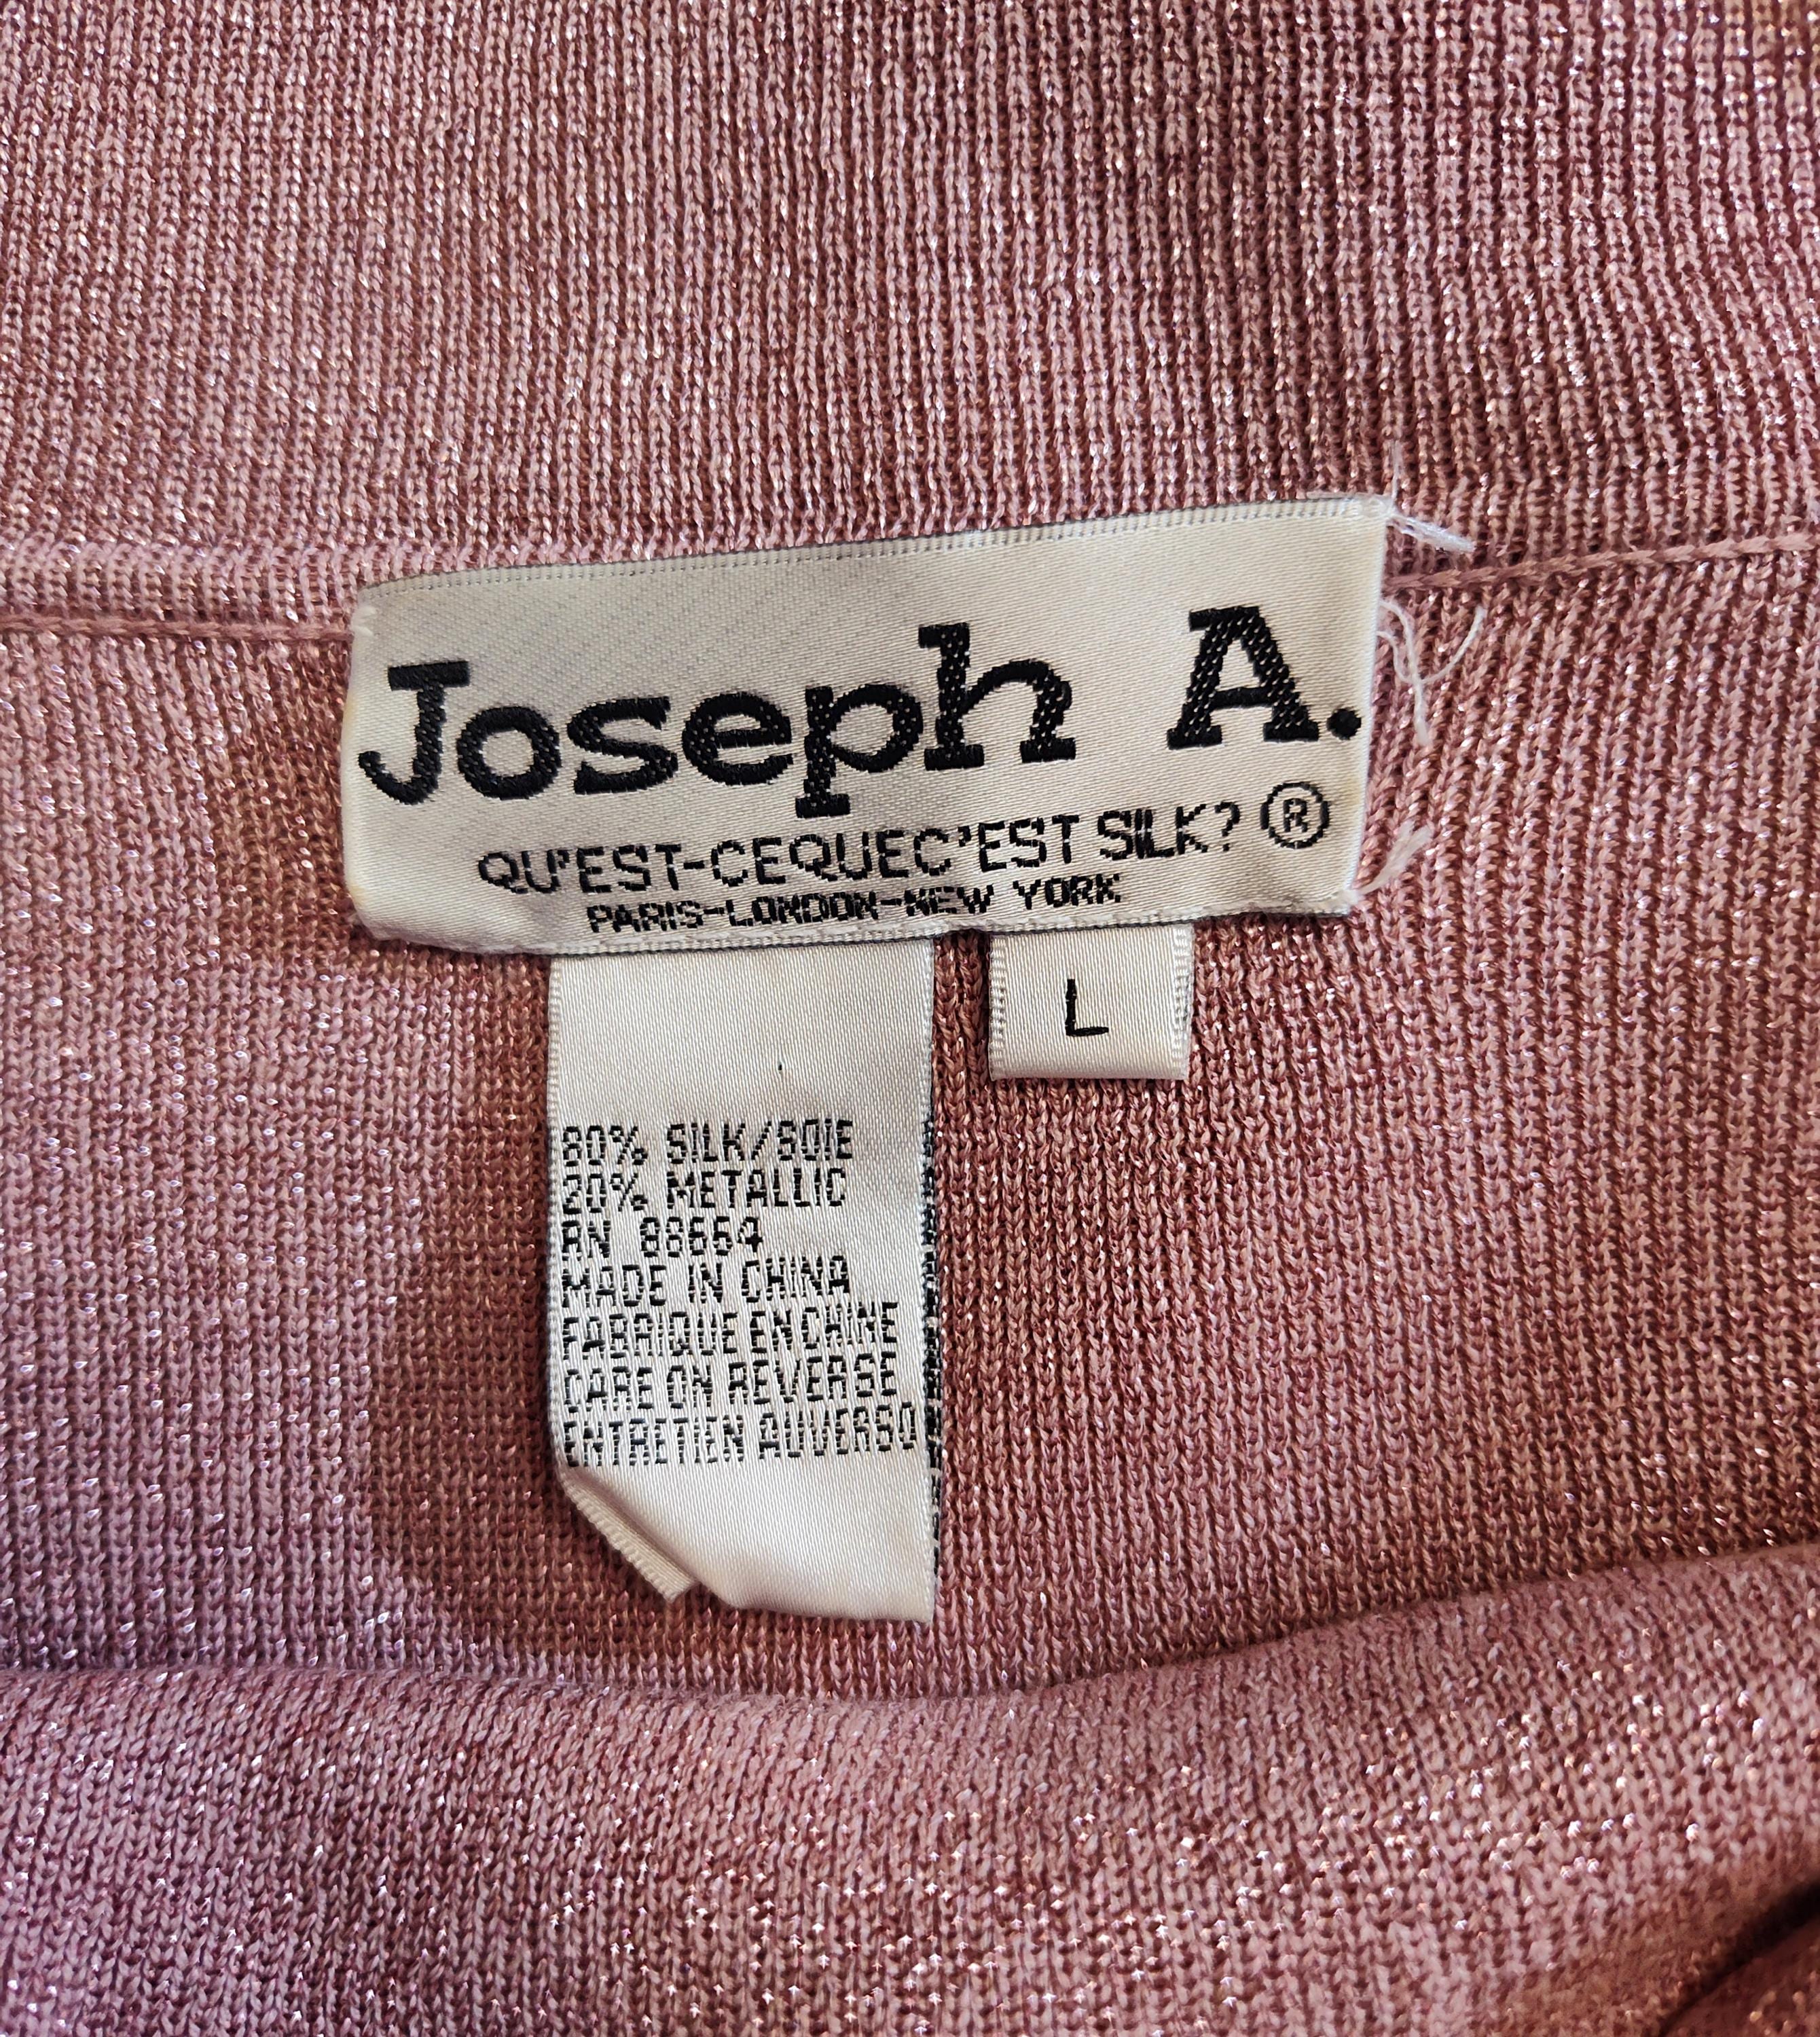 Joseph A.
QU'EST-CEQUEC'EST SILK? ®
PARIS-LONDON-NEW YORK
L
80% SILK/SOIE
20% METALLIC
RN 88654
MADE IN CHINA
FABRIQUE EN CHINE
CARE ON REVERSE
ENTRETIEN AUVERSO